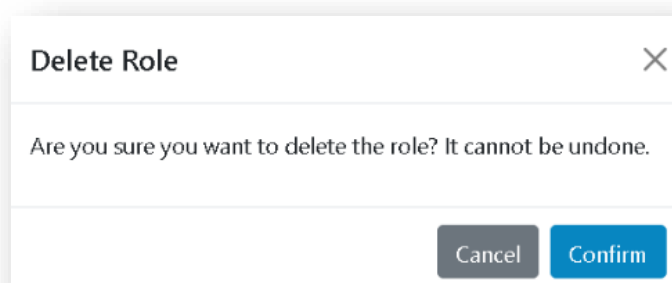 Delete Role
Are you sure you want to delete the role? It cannot be undone.
Cancel Confirm